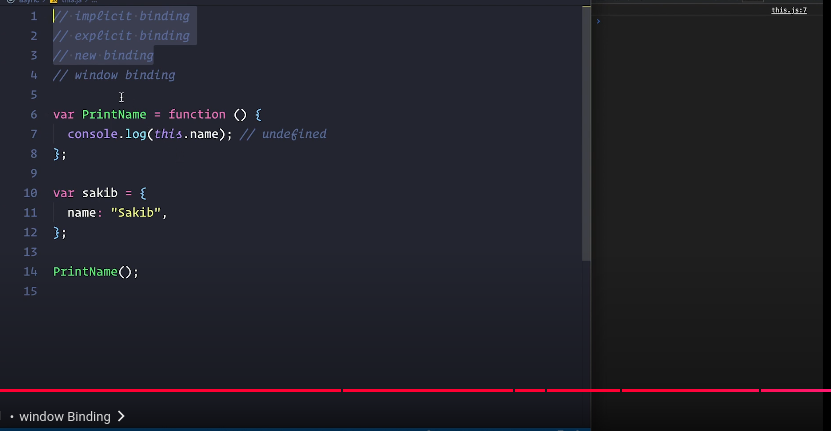 this.js:7
1 // implicit binding
2 // explicit binding
3 // new binding
4 // window binding
5
6 var PrintName = function () {
7 console.log(this.name); // undefined
8 };
9
10 var sakib = {
11 name: "Sakib",
12 };
13
14 PrintName();
15
• window Binding